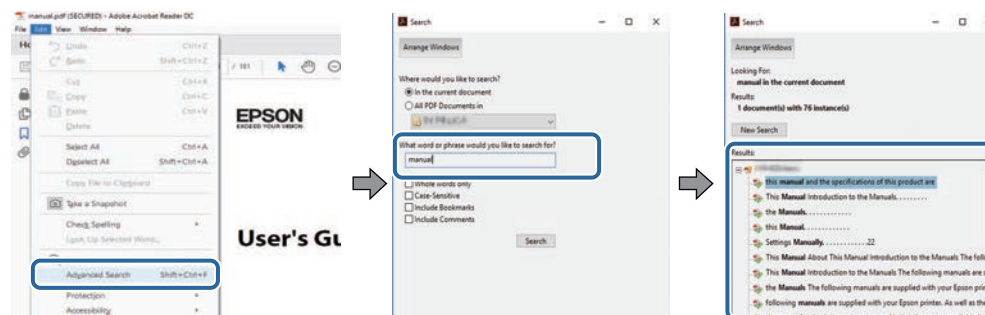 manual.pdf (SECURED) - Adobe Acrobat Reader DC
File Edit View Window Help
Undo Ctrl+Z
Redo Shift+Ctrl+Z
Cut Ctrl+X
Copy Ctrl+C
Paste Ctrl+V
Delete
Select All Ctrl+A
Deselect All Shift+Ctrl+A
Copy File to Clipboard
Take a Snapshot
Check Spelling
Look Up Selected Word...
Advanced Search Shift+Ctrl+F
Protection
Accessibility
/ 181
EPSON
EXCEED YOUR VISION
User's Gu
Search
Arrange Windows
Where would you like to search?
In the current document
All PDF Documents in
What word or phrase would you like to search for?
manual
Whole words only
Case-Sensitive
Include Bookmarks
Include Comments
Search
Search
Arrange Windows
Looking For:
manual in the current document
Results:
1 document(s) with 76 instance(s)
New Search
Results:
this manual and the specifications of this product are
This Manual Introduction to the Manuals.........
the Manuals.............
this Manual............
Settings Manually............22
This Manual About This Manual Introduction to the Manuals The foll
This Manual Introduction to the Manuals The following manuals are s
the Manuals The following manuals are supplied with your Epson prin
following manuals are supplied with your Epson printer. As well as the